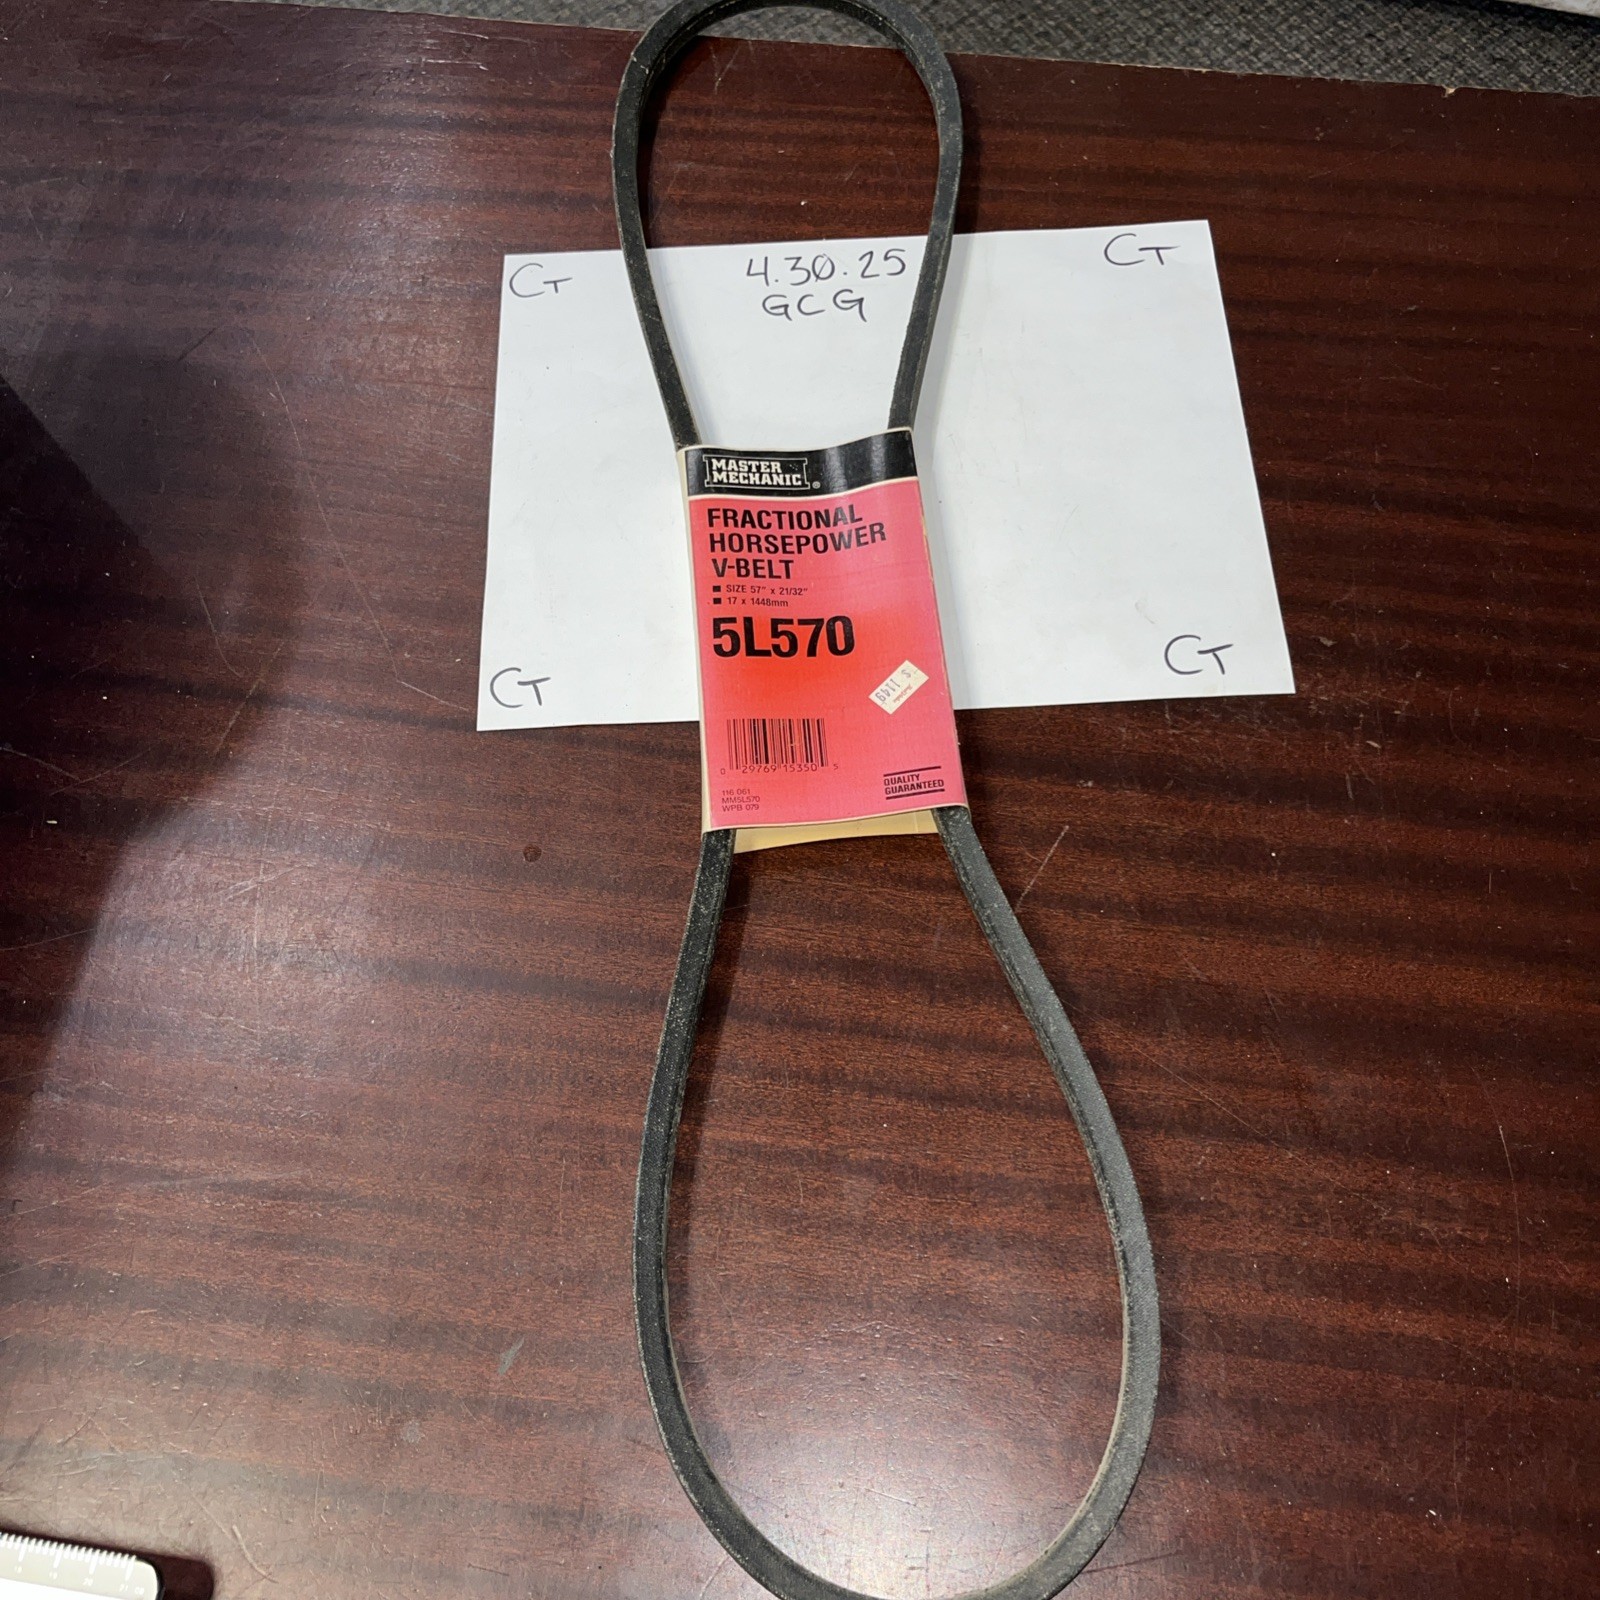 CT
4.30.25
GCG
CT
MASTER
MECHANIC ®
FRACTIONAL
HORSEPOWER
V-BELT
■ SIZE 57" x 21/32"
■ 17 x 1448mm
5L570
$ 1149
0 29769 15350 5
116 061
MM5L570
WPB 079
QUALITY
GUARANTEED
CT
CT